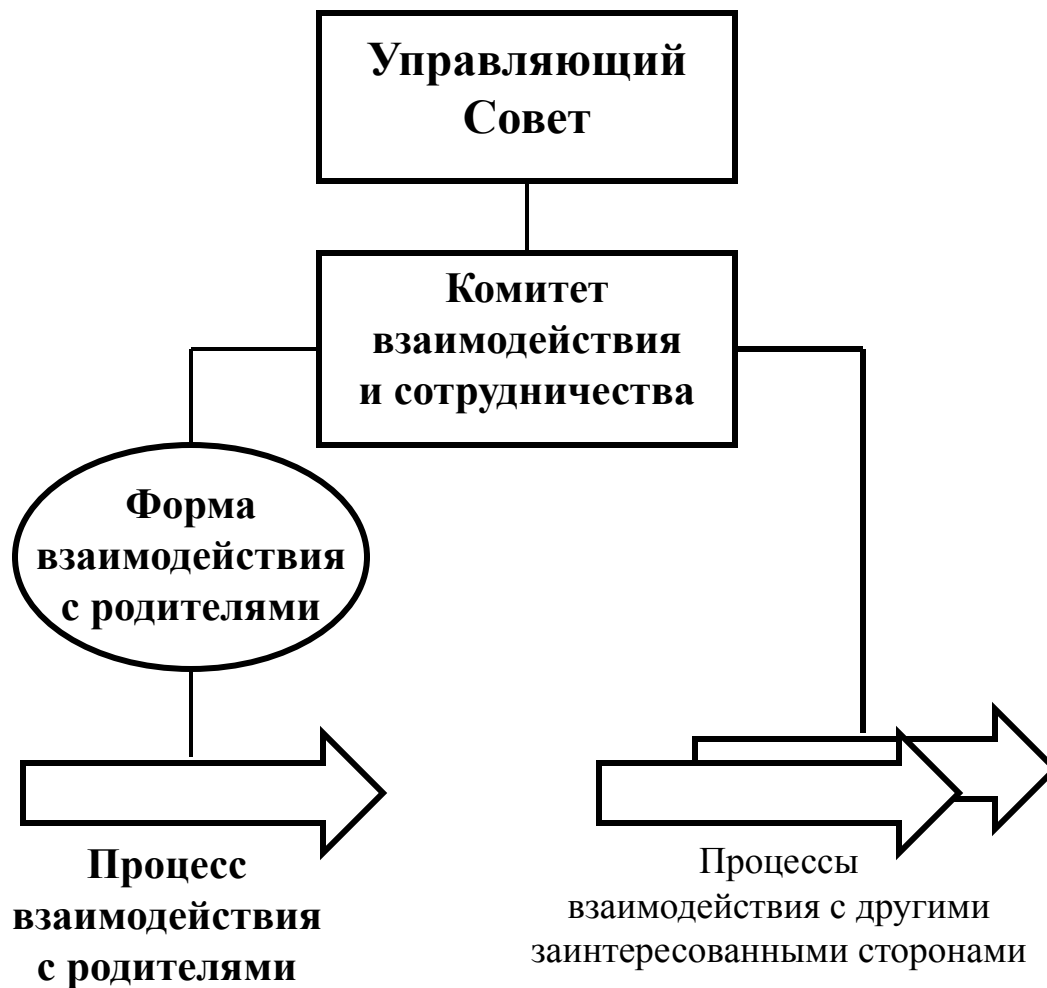 Управляющий
Совет
Комитет
взаимодействия
и сотрудничества
Форма
взаимодействия
с родителями
Процесс
взаимодействия
с родителями
Процессы
взаимодействия с другими
заинтересованными сторонами